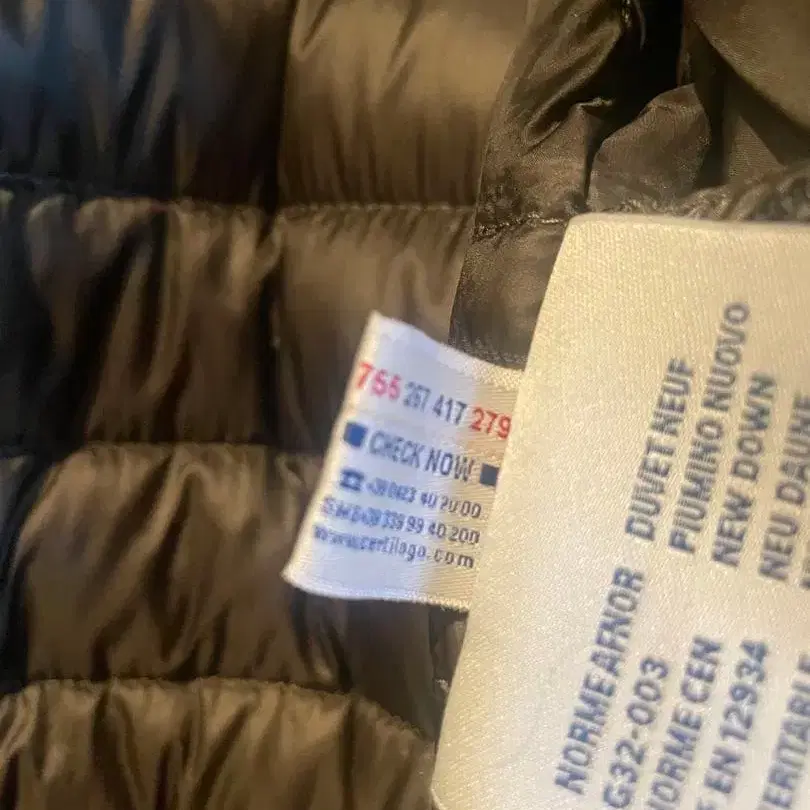 755 267 417 279
CHECK NOW
+39 0423 40 20 00
+39 339 99 40 200
www.certilogo.com
DUVET NEUF
PIUMINO NUOVO
NEW DOWN
NEU DAUNE
NORME AFNOR
G32-003
NORME CEN
EN 12934